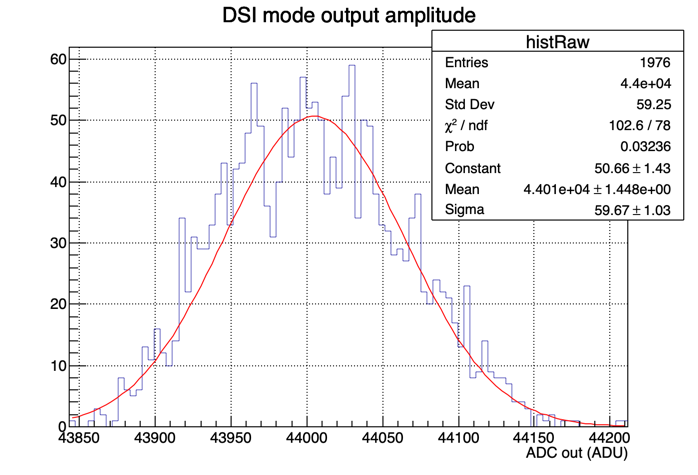 DSI mode output amplitude
histRaw
Entries 1976
Mean 4.4e+04
Std Dev 59.25
χ² / ndf 102.6 / 78
Prob 0.03236
Constant 50.66 ± 1.43
Mean 4.401e+04 ± 1.448e+00
Sigma 59.67 ± 1.03
60
50
40
30
20
10
0
43850 43900 43950 44000 44050 44100 44150 44200
ADC out (ADU)